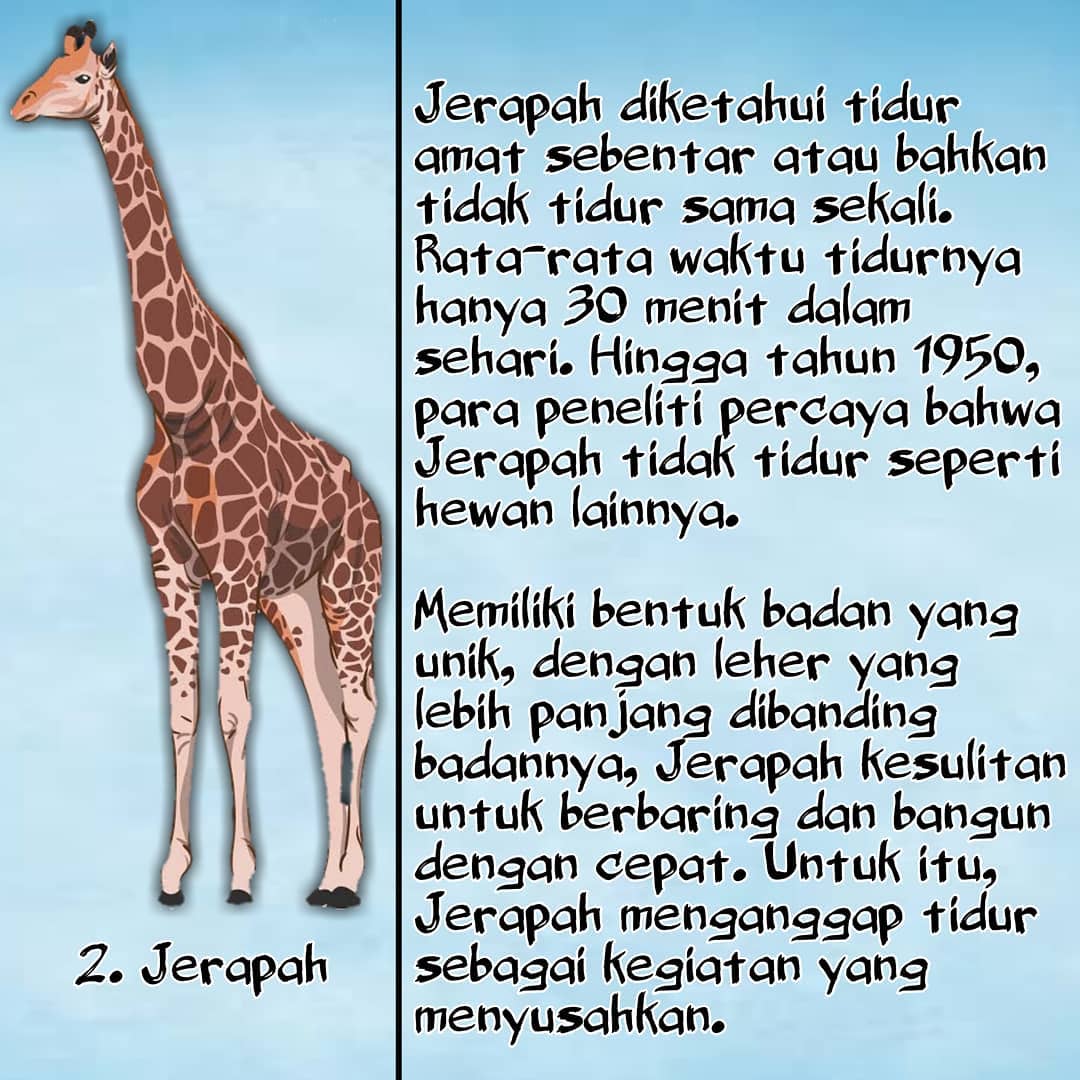 Jerapah diketahui tidur
amat sebentar atau bahkan
tidak tidur sama sekali.
Rata-rata waktu tidurnya
hanya 30 menit dalam
sehari. Hingga tahun 1950,
para peneliti percaya bahwa
Jerapah tidak tidur seperti
hewan lainnya.
Memiliki bentuk badan yang
unik, dengan leher yang
lebih panjang dibanding
badannya, Jerapah kesulitan
untuk berbaring dan bangun
dengan cepat. Untuk itu,
Jerapah menganggap tidur
sebagai kegiatan yang
menyusahkan.
2. Jerapah